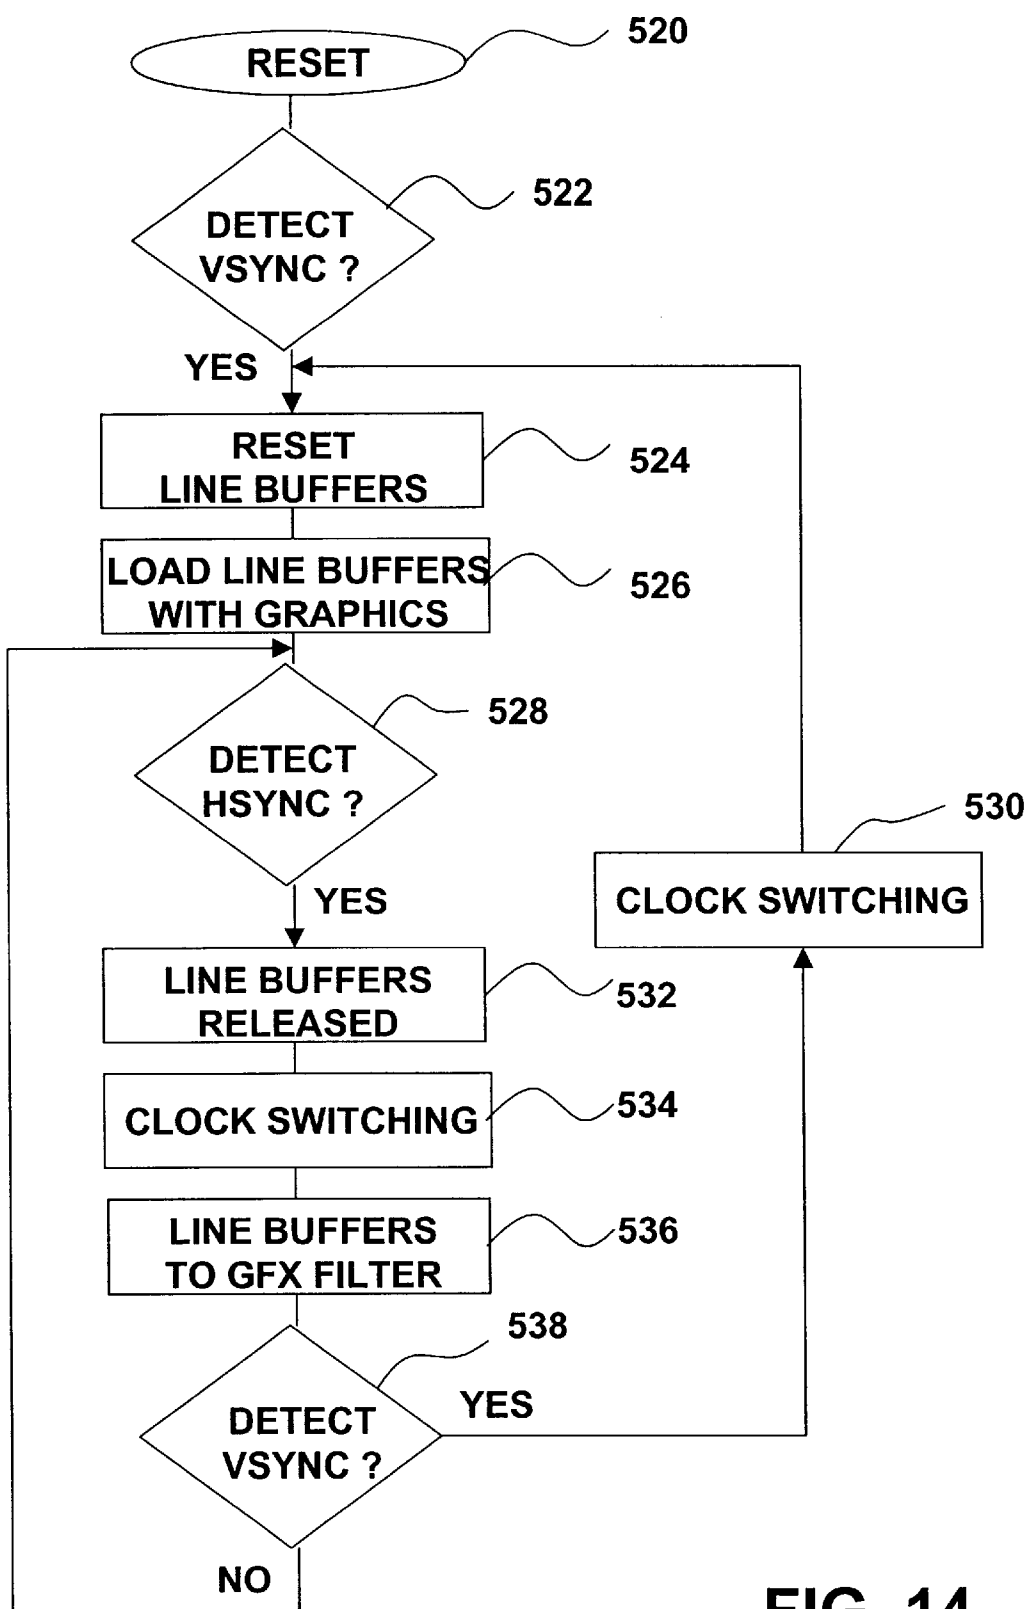 RESET
520
DETECT
VSYNC ?
522
YES
RESET
LINE BUFFERS
524
LOAD LINE BUFFERS
WITH GRAPHICS
526
DETECT
HSYNC ?
528
YES
530
CLOCK SWITCHING
LINE BUFFERS
RELEASED
532
CLOCK SWITCHING
534
LINE BUFFERS
TO GFX FILTER
536
538
DETECT
VSYNC ?
YES
NO
FIG. 14